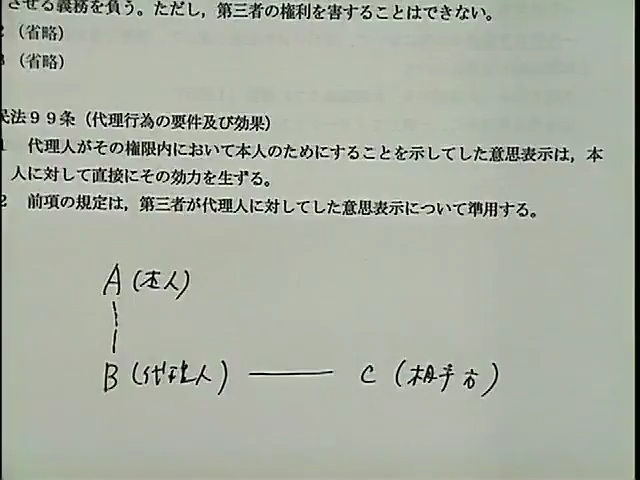 させる義務を負う。ただし，第三者の権利を害することはできない。
2（省略）
3（省略）
民法９９条（代理行為の要件及び効果）
1　代理人がその権限内において本人のためにすることを示してした意思表示は，本
人に対して直接にその効力を生ずる。
2　前項の規定は，第三者が代理人に対してした意思表示について準用する。
A（本人）
B（代理人）
C（相手方）